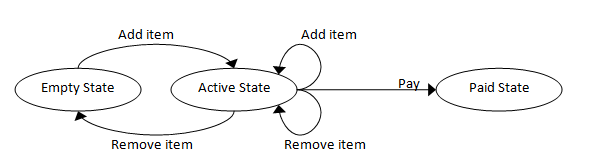 Add item
Add item
Empty State
Active State
Pay
Paid State
Remove item
Remove item